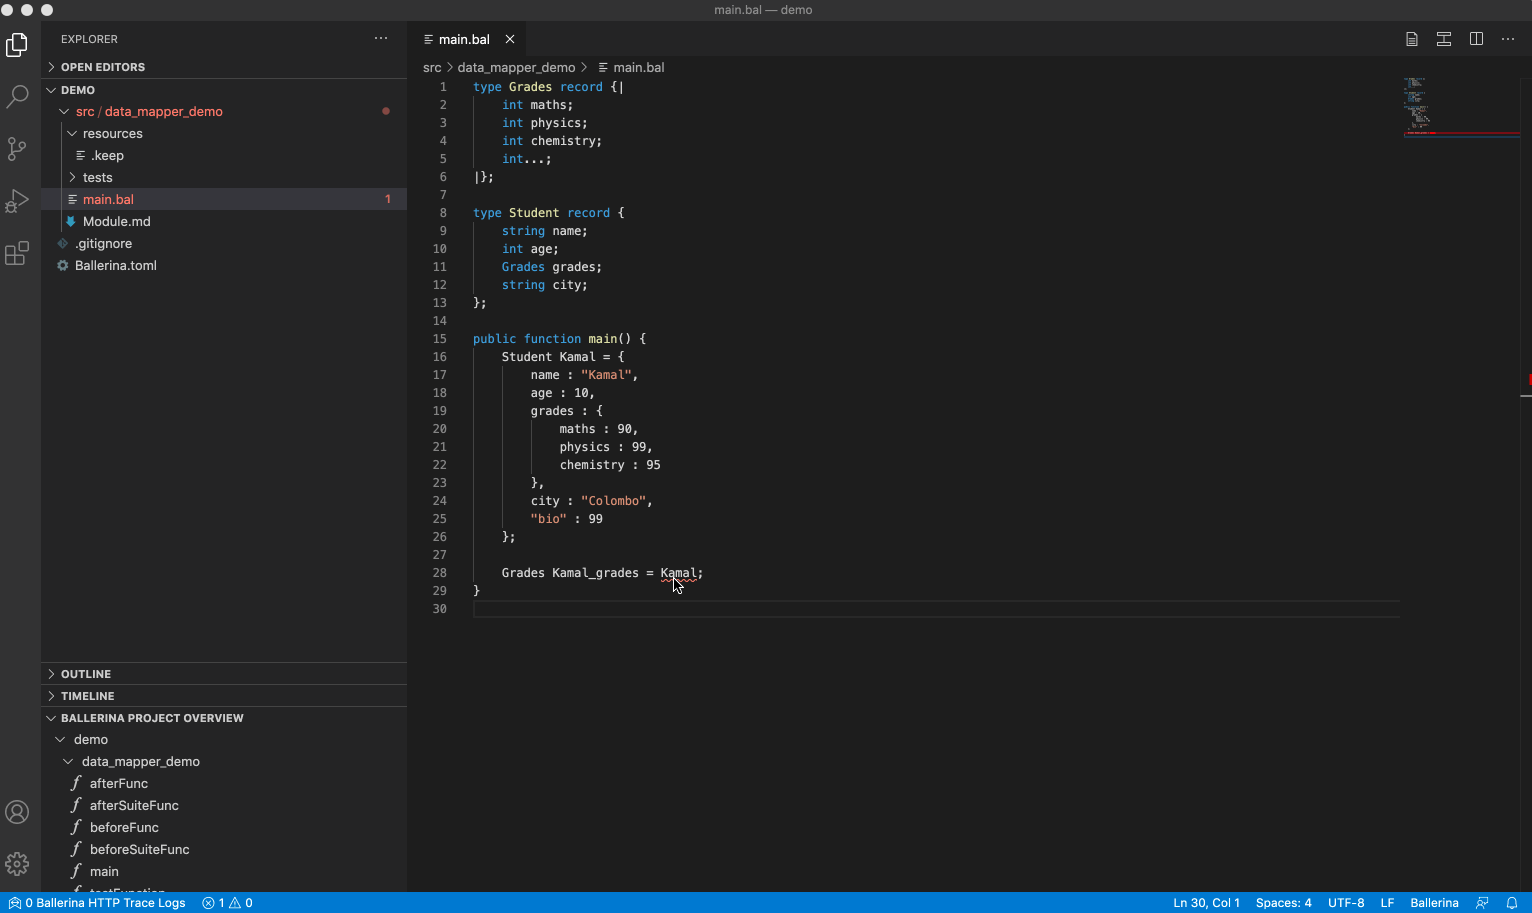 main.bal — demo
EXPLORER
OPEN EDITORS
DEMO
src / data_mapper_demo
resources
.keep
tests
main.bal 1
Module.md
.gitignore
Ballerina.toml
OUTLINE
TIMELINE
BALLERINA PROJECT OVERVIEW
demo
data_mapper_demo
afterFunc
afterSuiteFunc
beforeFunc
beforeSuiteFunc
main
main.bal
src > data_mapper_demo > main.bal
1 type Grades record {|
2 int maths;
3 int physics;
4 int chemistry;
5 int...;
6 |};
7
8 type Student record {
9 string name;
10 int age;
11 Grades grades;
12 string city;
13 };
14
15 public function main() {
16 Student Kamal = {
17 name : "Kamal",
18 age : 10,
19 grades : {
20 maths : 90,
21 physics : 99,
22 chemistry : 95
23 },
24 city : "Colombo",
25 "bio" : 99
26 };
27
28 Grades Kamal_grades = Kamal;
29 }
30
0 Ballerina HTTP Trace Logs 1 0 Ln 30, Col 1 Spaces: 4 UTF-8 LF Ballerina